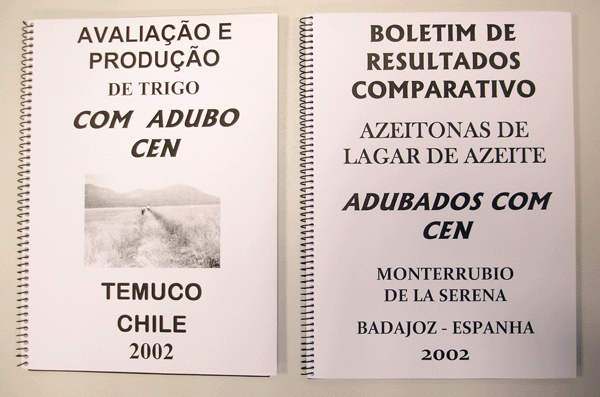 AVALIAÇÃO E
PRODUÇÃO
DE TRIGO
COM ADUBO
CEN
TEMUCO
CHILE
2002
BOLETIM DE
RESULTADOS
COMPARATIVO
AZEITONAS DE
LAGAR DE AZEITE
ADUBADOS COM
CEN
MONTERRUBIO
DE LA SERENA
BADAJOZ - ESPANHA
2002